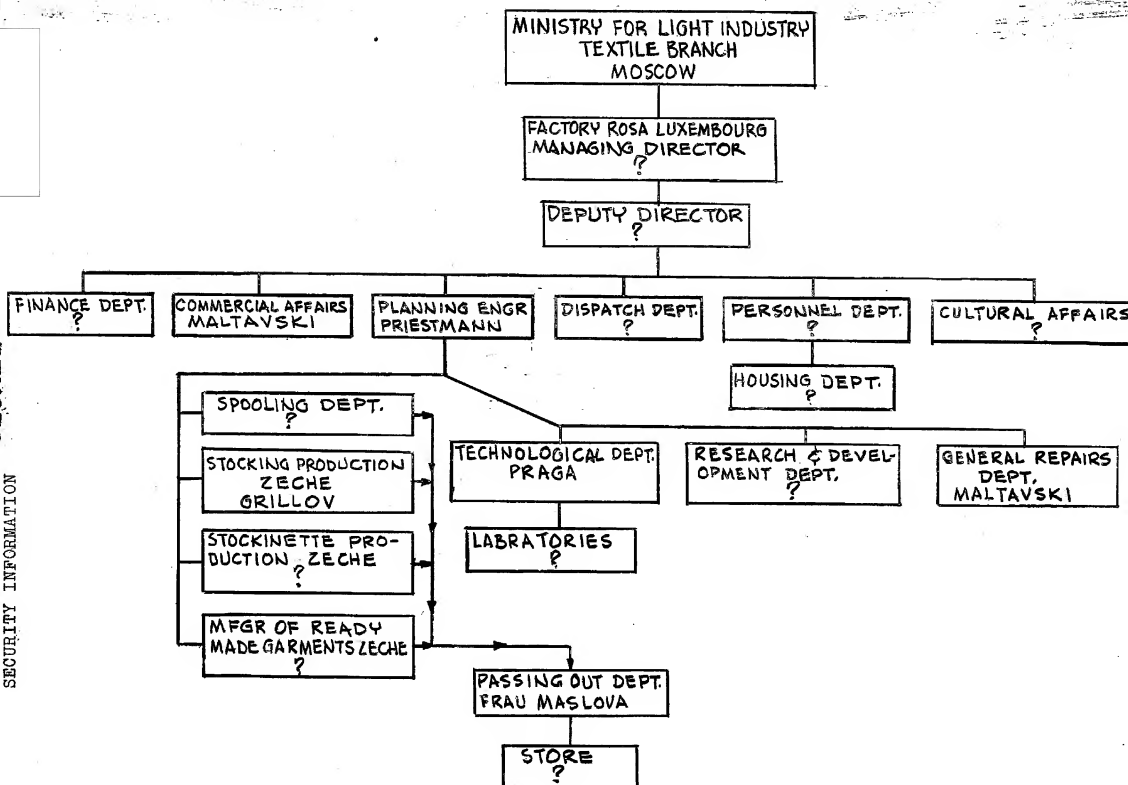 MINISTRY FOR LIGHT INDUSTRY
TEXTILE BRANCH
MOSCOW
FACTORY ROSA LUXEMBOURG
MANAGING DIRECTOR
?
DEPUTY DIRECTOR
?
FINANCE DEPT.
?
COMMERCIAL AFFAIRS
MALTAVSKI
PLANNING ENGR
PRIESTMANN
DISPATCH DEPT.
?
PERSONNEL DEPT.
?
CULTURAL AFFAIRS
?
HOUSING DEPT.
?
SPOOLING DEPT.
?
STOCKING PRODUCTION
ZECHE
GRILLOV
STOCKINETTE PRO-
DUCTION ZECHE
?
MFGR OF READY
MADE GARMENTS ZECHE
?
TECHNOLOGICAL DEPT.
PRAGA
RESEARCH & DEVEL-
OPMENT DEPT.
?
GENERAL REPAIRS
DEPT.
MALTAVSKI
LABRATORIES
?
PASSING OUT DEPT.
FRAU MASLOVA
STORE
?
SECURITY INFORMATION